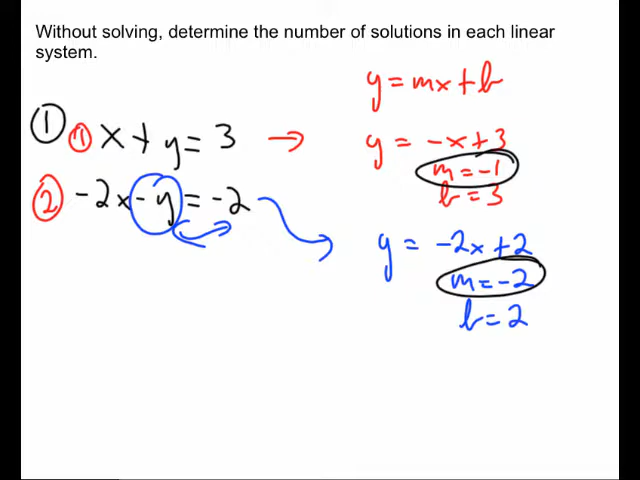 Without solving, determine the number of solutions in each linear
system.
y = mx + b
① ① x + y = 3 → y = -x + 3
m = -1
b = 3
② -2x - y = -2
y = -2x + 2
m = -2
b = 2